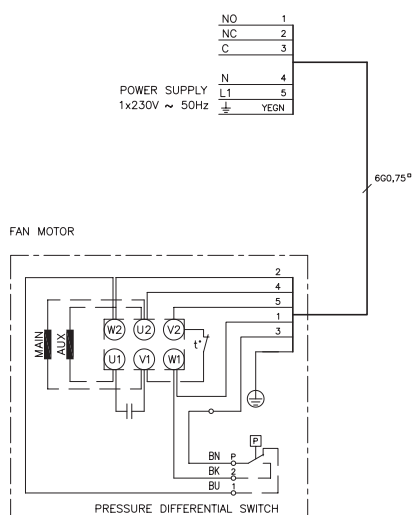 NO 1
NC 2
C 3
N 4
POWER SUPPLY L1 5
1x230V ~ 50Hz YEGN
6G0,75▫
FAN MOTOR
2
4
5
W2 U2 V2
1
3
MAIN AUX t°
U1 V1 W1
P
BN P
BK 2
BU 1
PRESSURE DIFFERENTIAL SWITCH